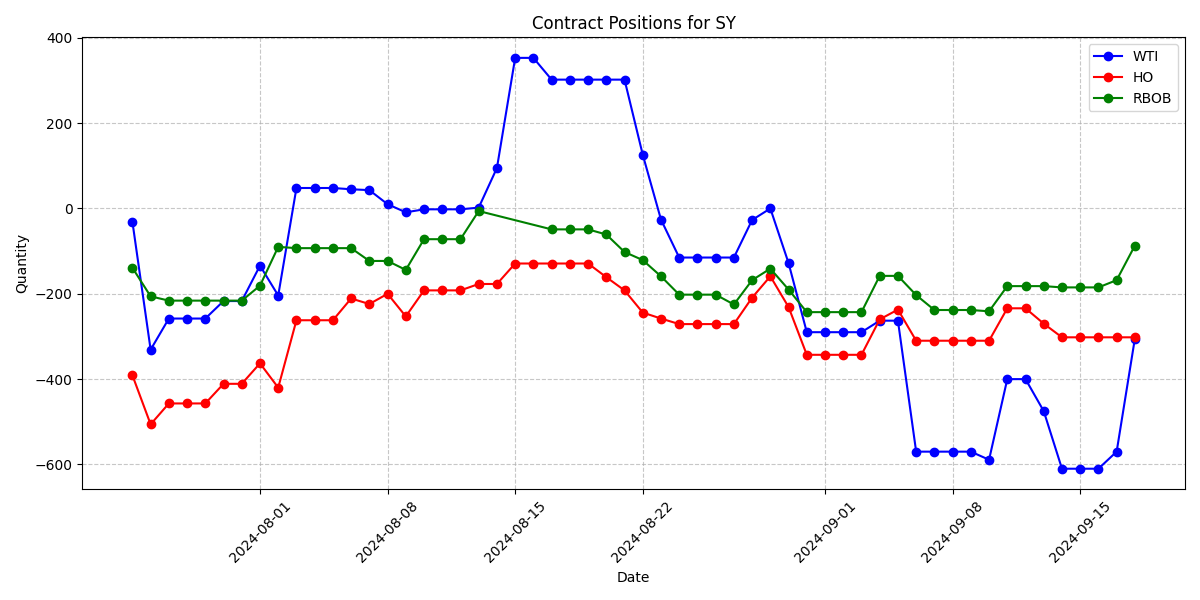 Contract Positions for SY
WTI
HO
RBOB
Quantity
400
200
0
−200
−400
−600
2024-08-01
2024-08-08
2024-08-15
2024-08-22
2024-09-01
2024-09-08
2024-09-15
Date